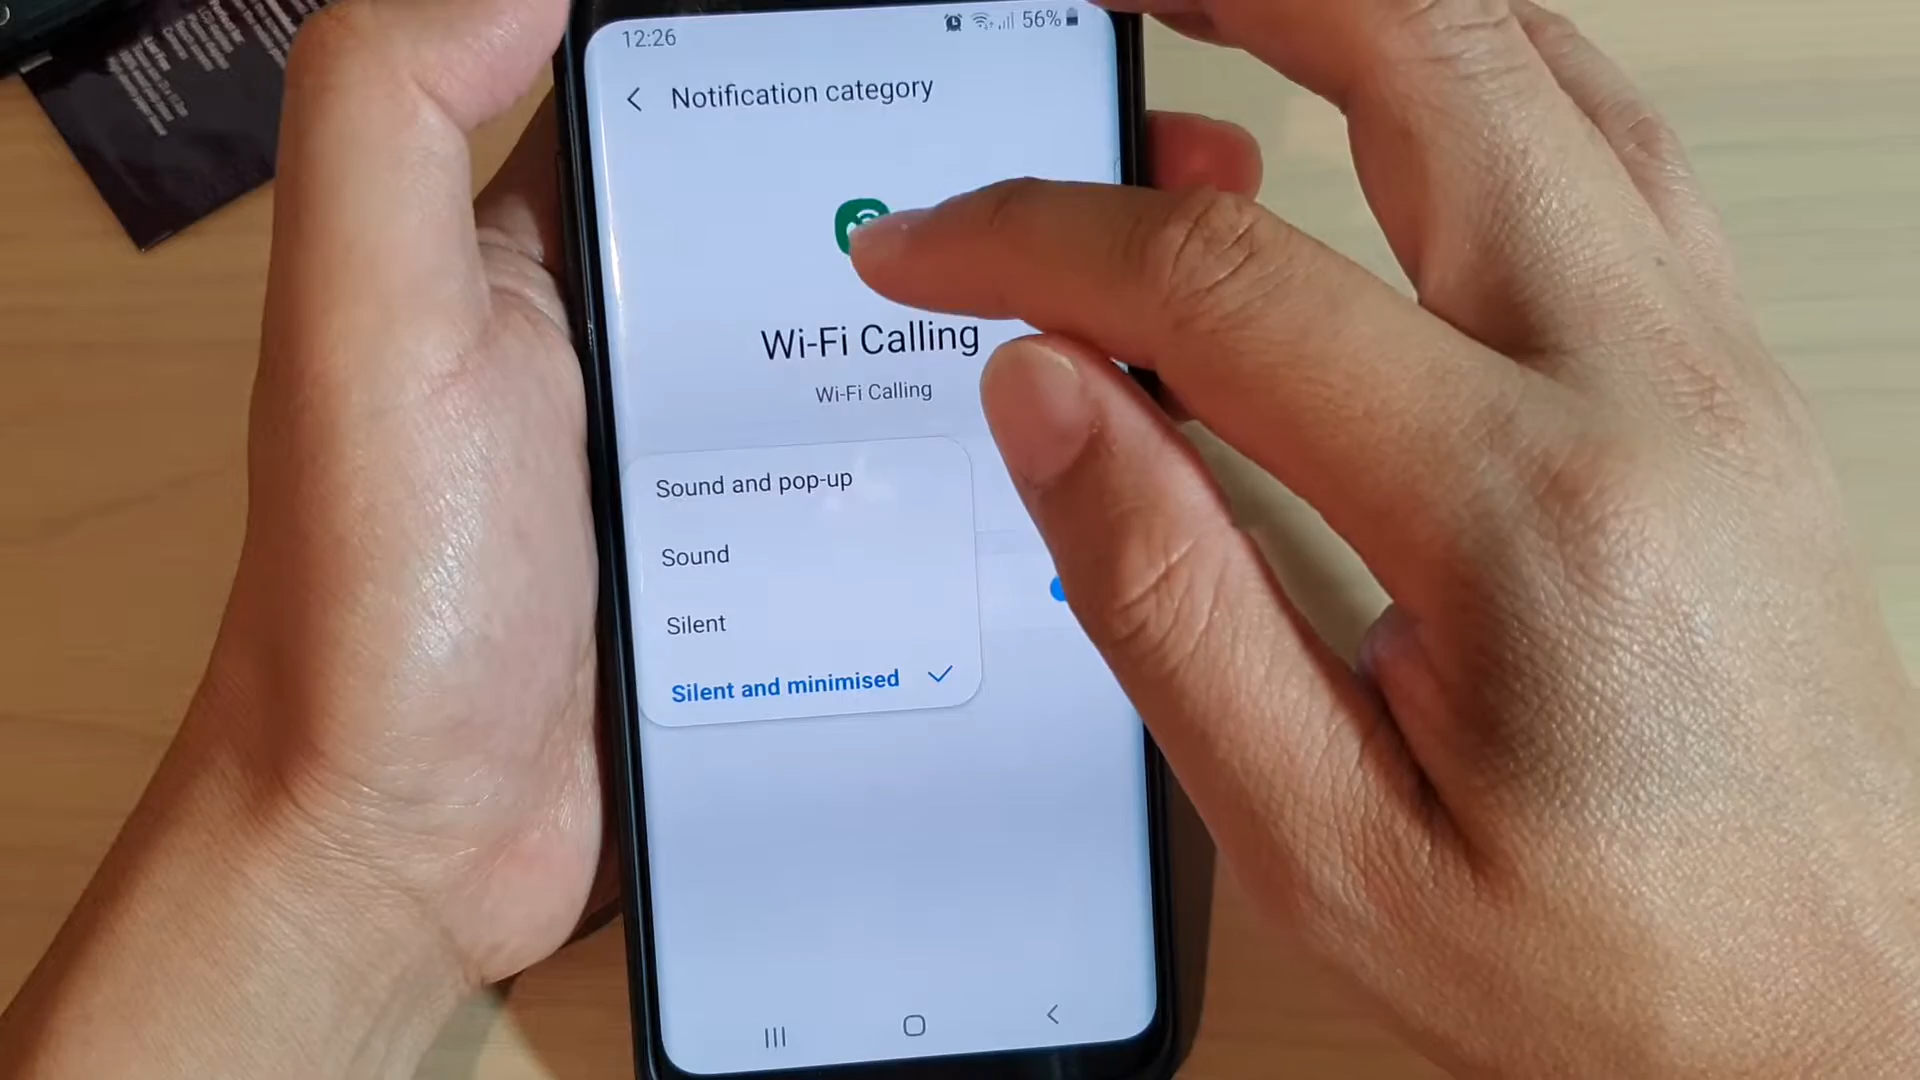 12:26
56%
Notification category
Wi-Fi Calling
Wi-Fi Calling
Sound and pop-up
Sound
Silent
Silent and minimised